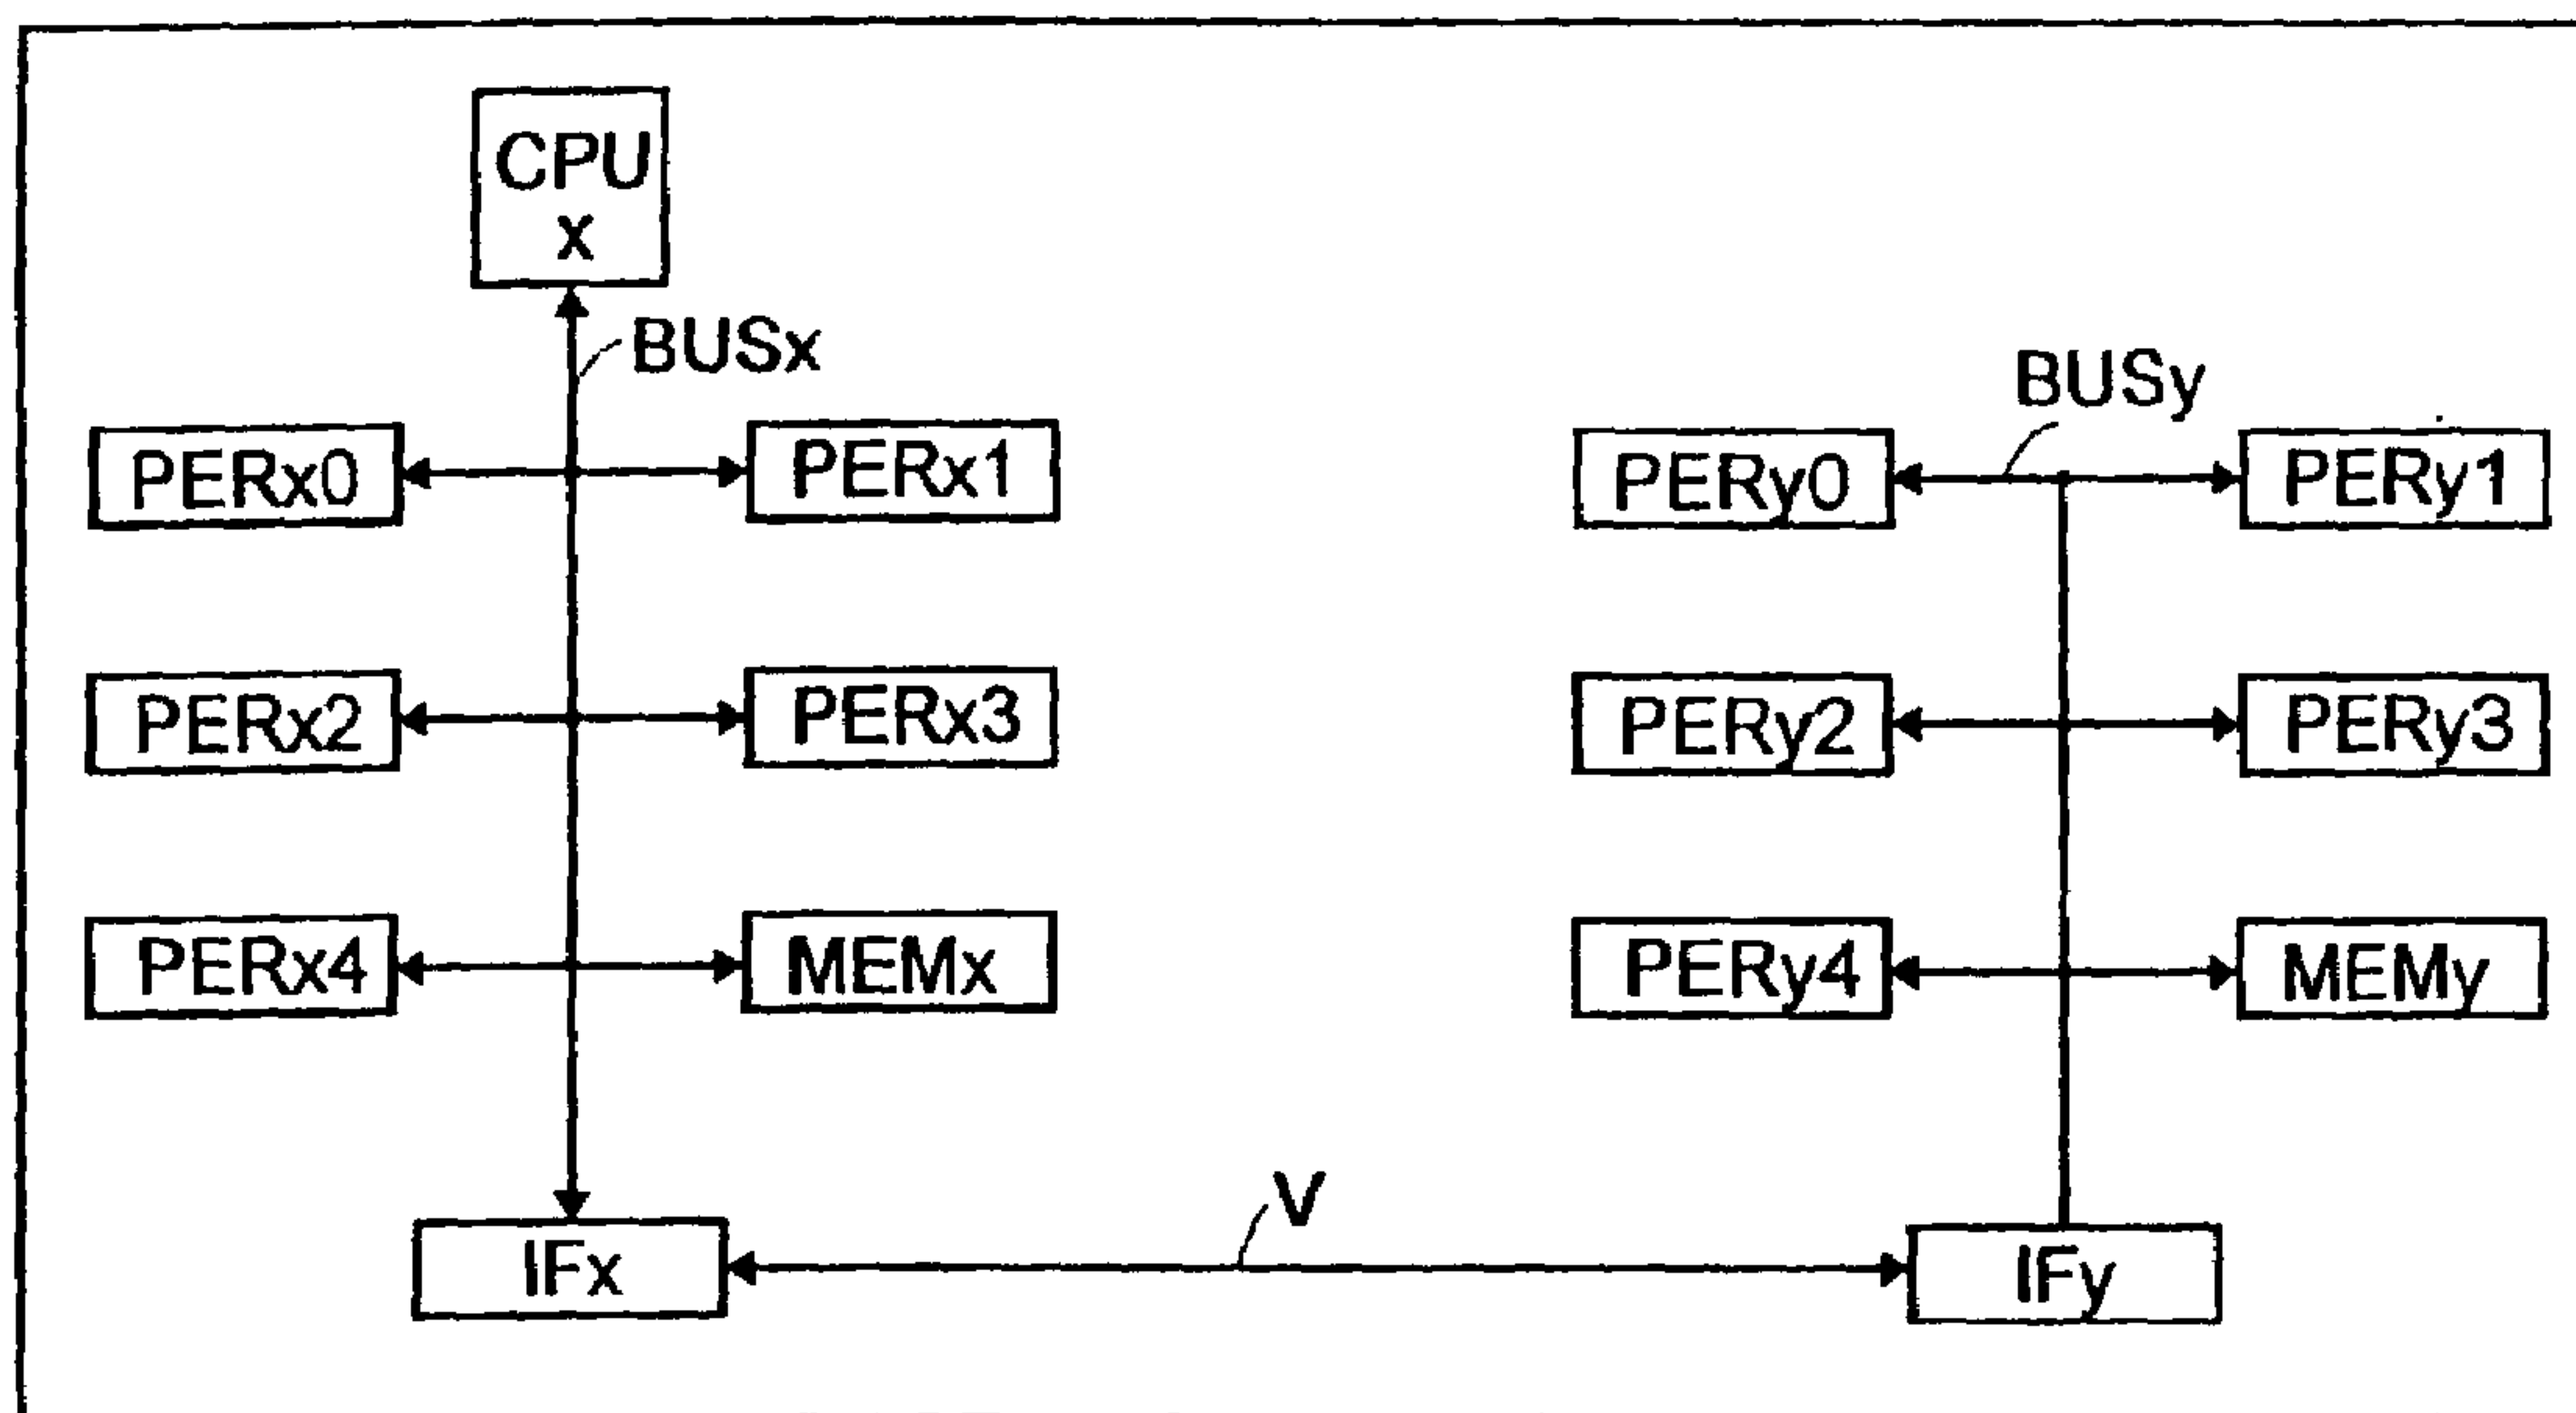 CPU
x
BUSx
BUSy
PERx0
PERx1
PERy0
PERy1
PERx2
PERx3
PERy2
PERy3
PERx4
MEMx
PERy4
MEMy
V
IFx
IFy